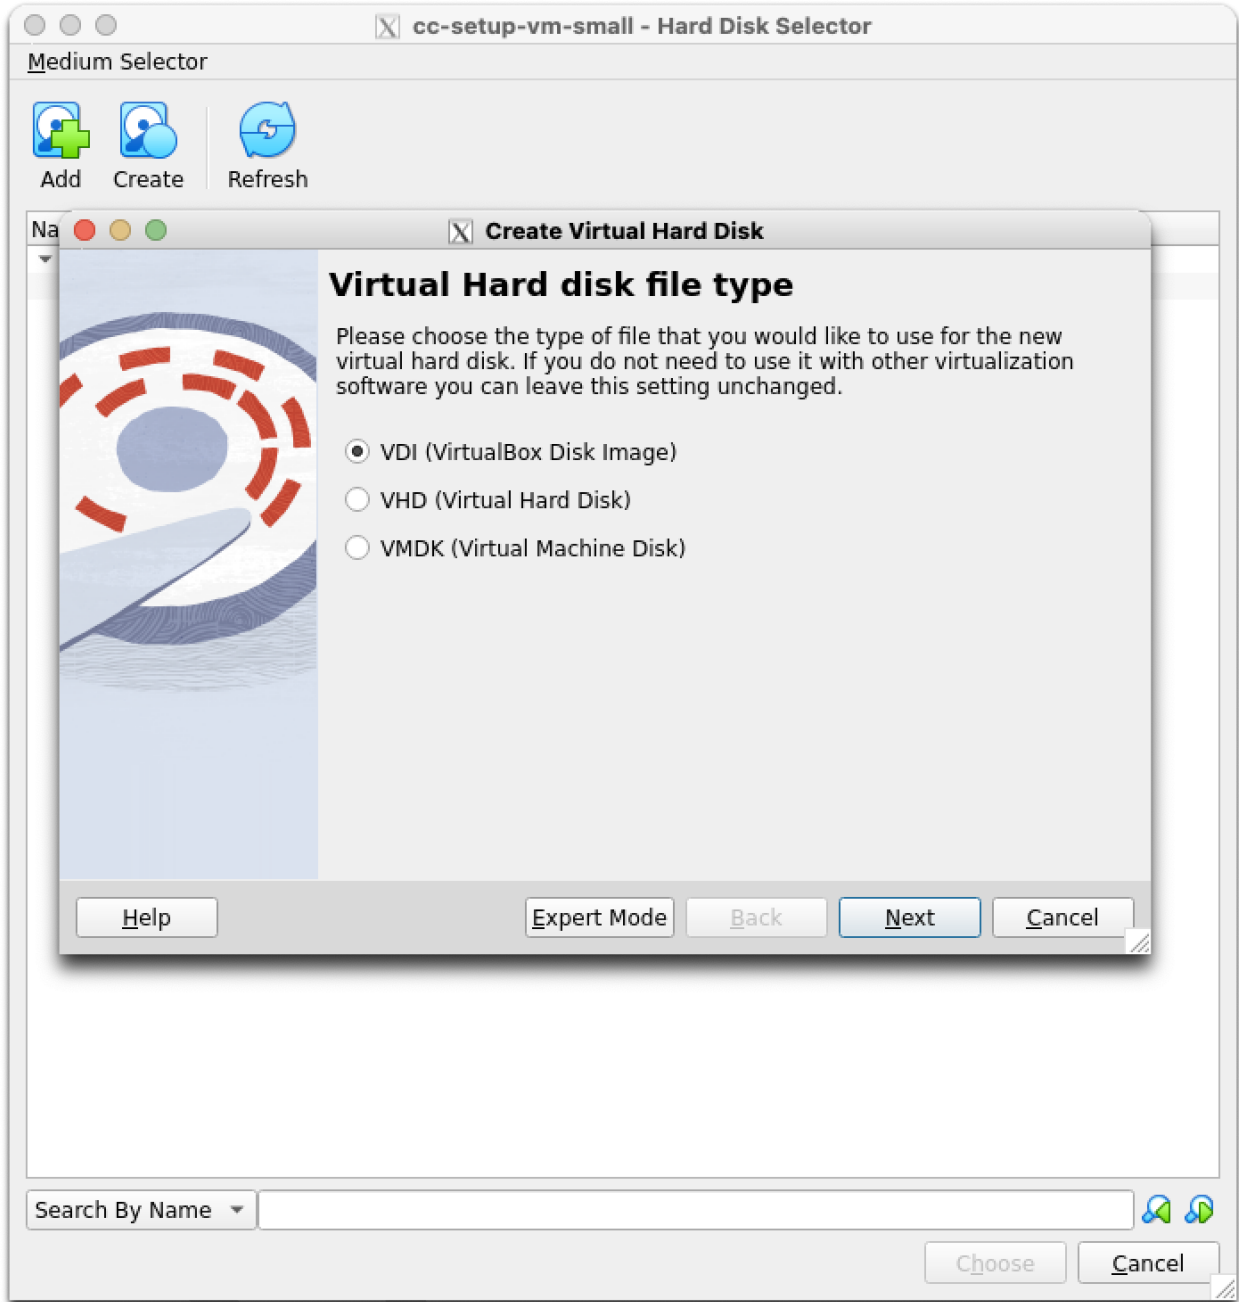 cc-setup-vm-small - Hard Disk Selector
Medium Selector
Add
Create
Refresh
Create Virtual Hard Disk
Virtual Hard disk file type
Please choose the type of file that you would like to use for the new
virtual hard disk. If you do not need to use it with other virtualization
software you can leave this setting unchanged.
VDI (VirtualBox Disk Image)
VHD (Virtual Hard Disk)
VMDK (Virtual Machine Disk)
Help
Expert Mode
Back
Next
Cancel
Search By Name
Choose
Cancel